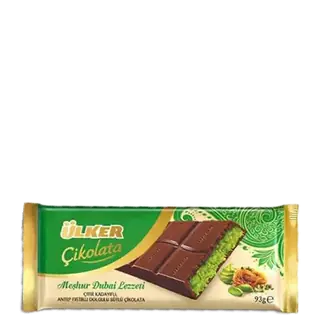 ÜLKER
Çikolata
Meşhur Dubai Lezzeti
ÇITIR KADAYIFLI,
ANTEP FISTIKLI DOLGULU SÜTLÜ ÇİKOLATA
93g℮